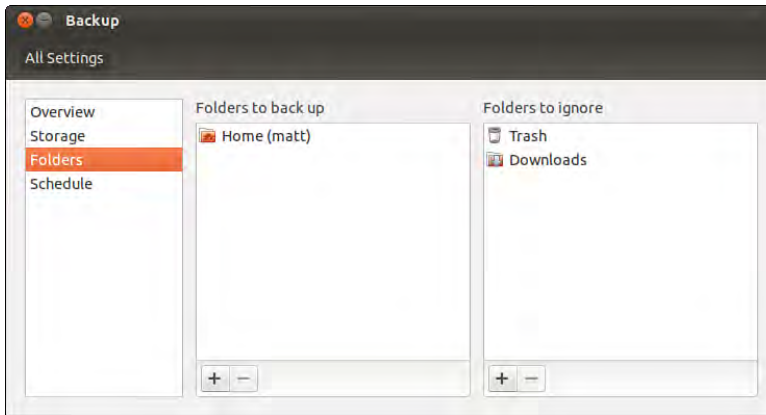 Backup
All Settings
Overview
Storage
Folders
Schedule
Folders to back up
Home (matt)
Folders to ignore
Trash
Downloads